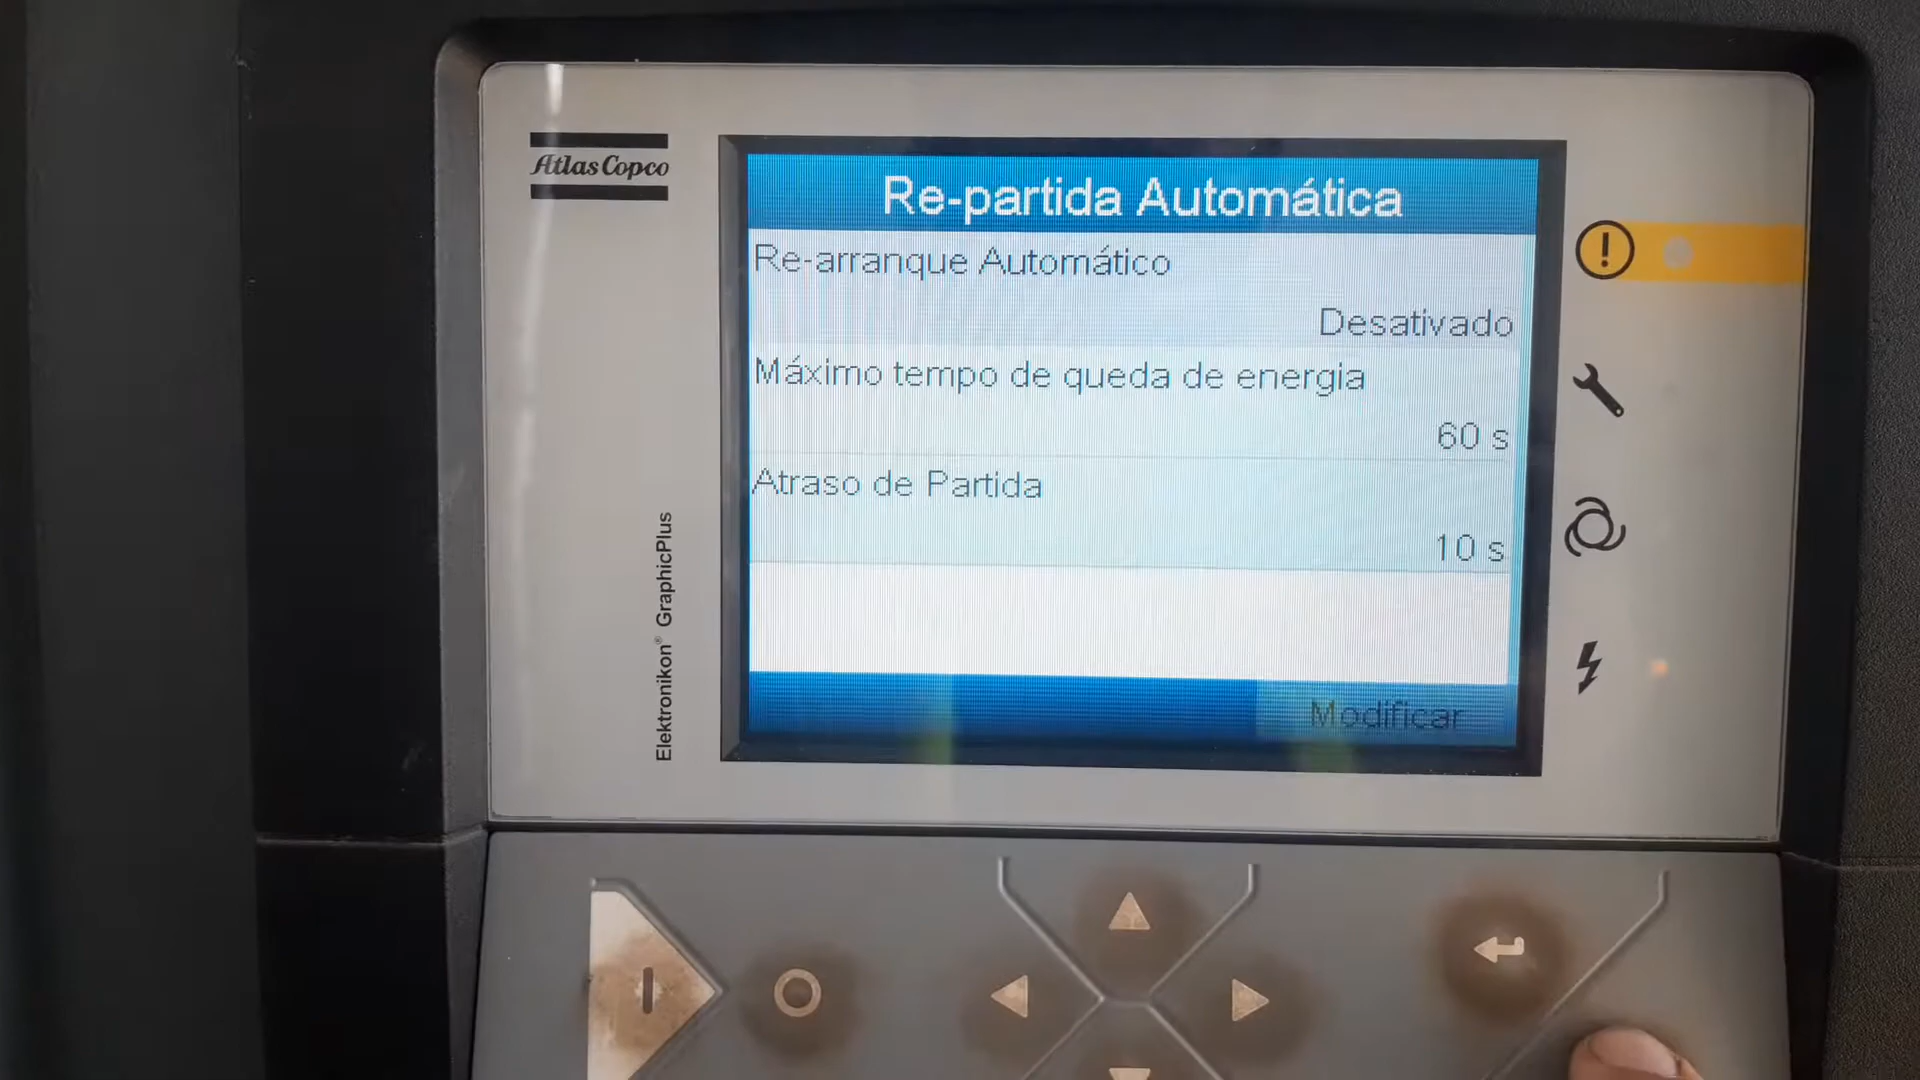 Atlas Copco
Re-partida Automática
Re-arranque Automático
Desativado
Máximo tempo de queda de energia
60 s
Atraso de Partida
10 s
Modificar
Elektronikon® GraphicPlus